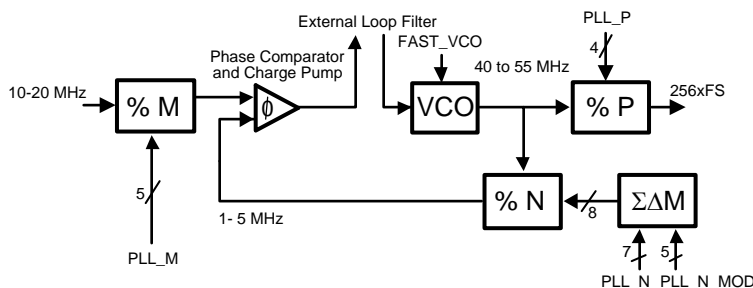 External Loop Filter
PLL_P
FAST_VCO
4
Phase Comparator
and Charge Pump
40 to 55 MHz
10-20 MHz
% M
ϕ
VCO
% P
256xFS
5
% N
8
ΣΔM
1- 5 MHz
7
5
PLL_M
PLL_N
PLL_N_MOD